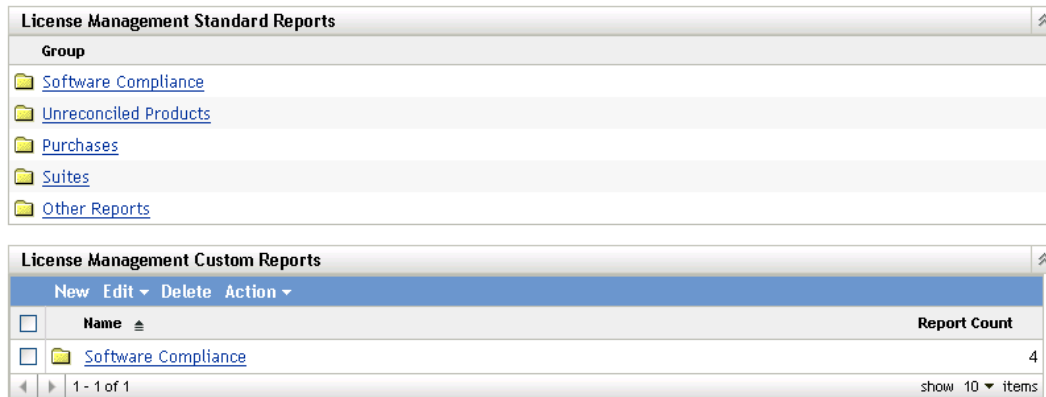 License Management Standard Reports
Group
Software Compliance
Unreconciled Products
Purchases
Suites
Other Reports
License Management Custom Reports
New Edit Delete Action
Name Report Count
Software Compliance 4
1 - 1 of 1 show 10 items